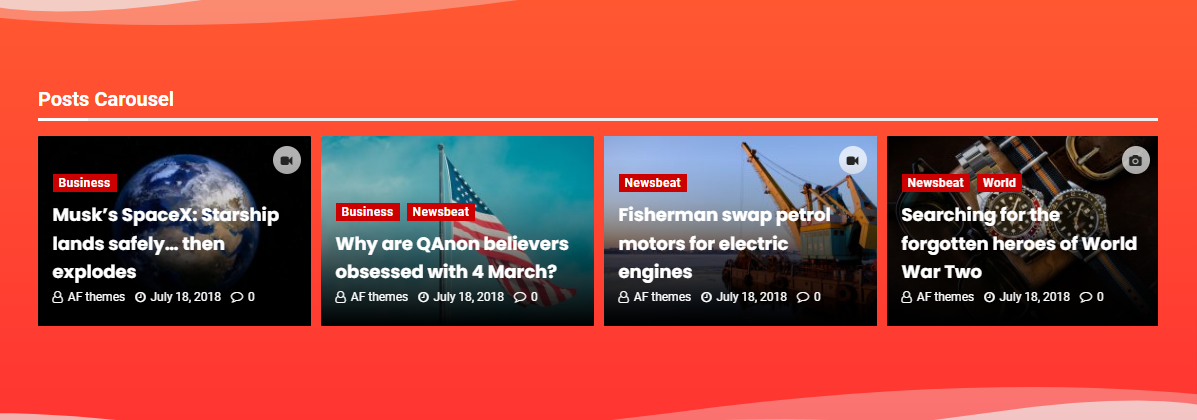 Posts Carousel
Business
Musk’s SpaceX: Starship
lands safely… then
explodes
AF themes July 18, 2018 0
Business Newsbeat
Why are QAnon believers
obsessed with 4 March?
AF themes July 18, 2018 0
Newsbeat
Fisherman swap petrol
motors for electric
engines
AF themes July 18, 2018 0
Newsbeat World
Searching for the
forgotten heroes of World
War Two
AF themes July 18, 2018 0